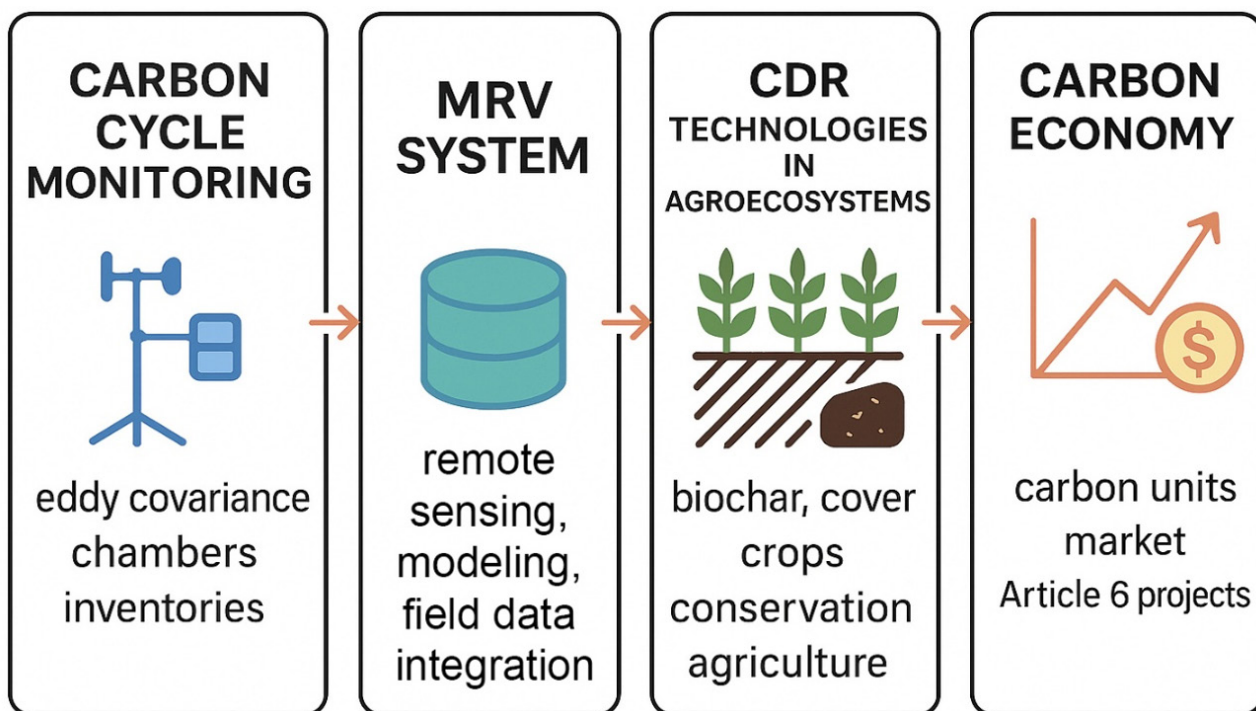 CARBON
CYCLE
MONITORING
eddy covariance
chambers
inventories
MRV
SYSTEM
remote
sensing,
modeling,
field data
integration
CDR
TECHNOLOGIES
IN
AGROECOSYSTEMS
biochar, cover
crops
conservation
agriculture
CARBON
ECONOMY
$
carbon units
market
Article 6 projects